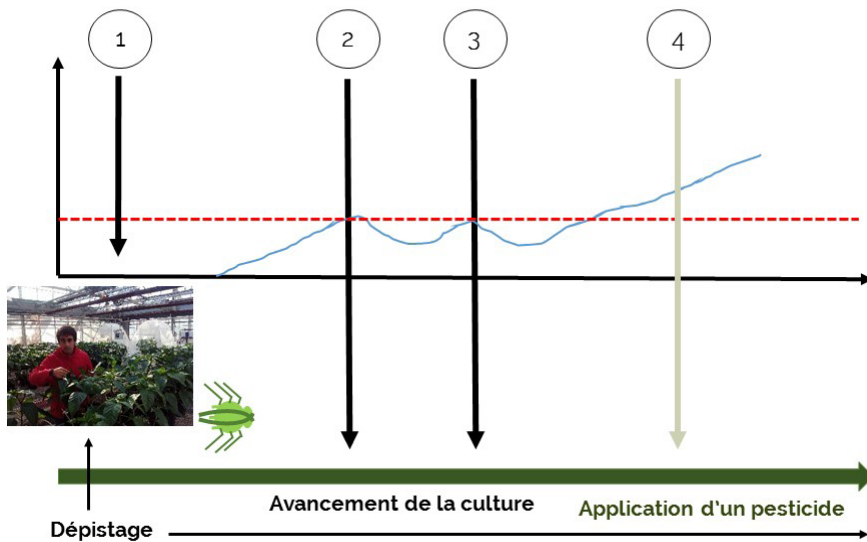 1
2
3
4
Avancement de la culture
Application d'un pesticide
Dépistage